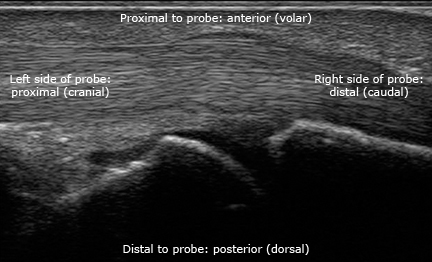 Proximal to probe: anterior (volar)
Left side of probe:
proximal (cranial)
Right side of probe:
distal (caudal)
Distal to probe: posterior (dorsal)